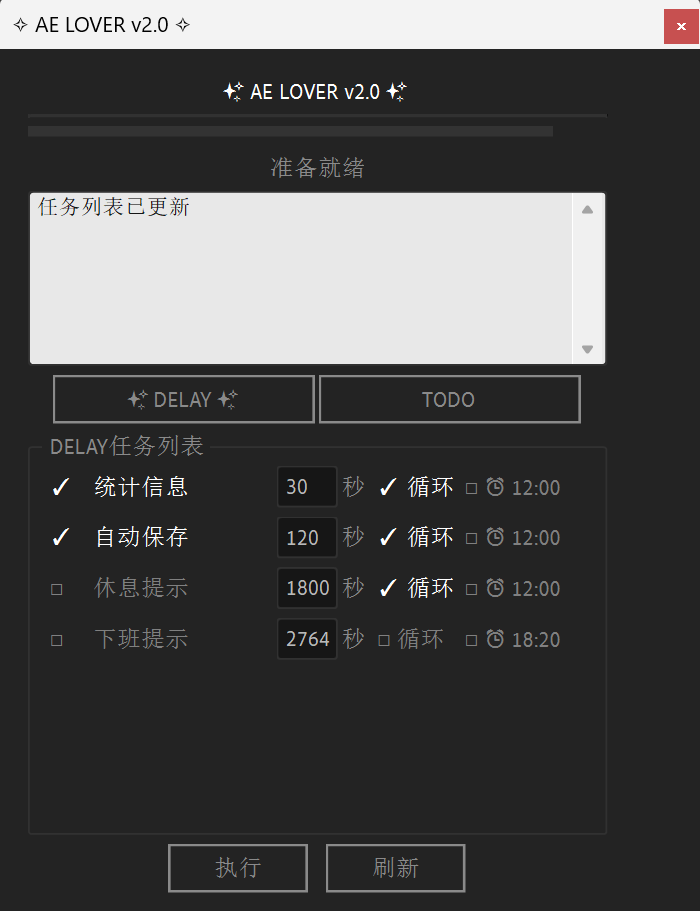 ✧ AE LOVER v2.0 ✧
✨ AE LOVER v2.0 ✨
准备就绪
任务列表已更新
✨ DELAY ✨ TODO
DELAY任务列表
✓ 统计信息 30 秒 ✓ 循环 □ ⏰ 12:00
✓ 自动保存 120 秒 ✓ 循环 □ ⏰ 12:00
□ 休息提示 1800 秒 ✓ 循环 □ ⏰ 12:00
□ 下班提示 2764 秒 □ 循环 □ ⏰ 18:20
执行 刷新